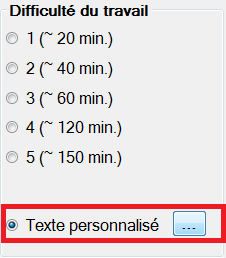 Difficulté du travail
1 (~ 20 min.)
2 (~ 40 min.)
3 (~ 60 min.)
4 (~ 120 min.)
5 (~ 150 min.)
Texte personnalisé ...